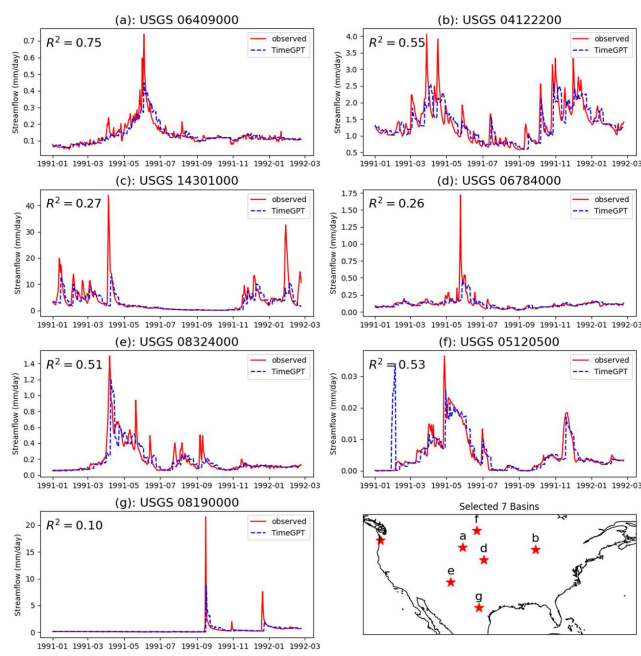 (a): USGS 06409000
R² = 0.75
observed
TimeGPT
Streamflow (mm/day)
0.7
0.6
0.5
0.4
0.3
0.2
0.1
1991-01 1991-03 1991-05 1991-07 1991-09 1991-11 1992-01 1992-03
(b): USGS 04122200
R² = 0.55
observed
TimeGPT
Streamflow (mm/day)
4.0
3.5
3.0
2.5
2.0
1.5
1.0
0.5
1991-01 1991-03 1991-05 1991-07 1991-09 1991-11 1992-01 1992-03
(c): USGS 14301000
R² = 0.27
observed
TimeGPT
Streamflow (mm/day)
40
30
20
10
0
1991-01 1991-03 1991-05 1991-07 1991-09 1991-11 1992-01 1992-03
(d): USGS 06784000
R² = 0.26
observed
TimeGPT
Streamflow (mm/day)
1.75
1.50
1.25
1.00
0.75
0.50
0.25
0.00
1991-01 1991-03 1991-05 1991-07 1991-09 1991-11 1992-01 1992-03
(e): USGS 08324000
R² = 0.51
observed
TimeGPT
Streamflow (mm/day)
1.4
1.2
1.0
0.8
0.6
0.4
0.2
0.0
1991-01 1991-03 1991-05 1991-07 1991-09 1991-11 1992-01 1992-03
(f): USGS 05120500
R² = 0.53
observed
TimeGPT
Streamflow (mm/day)
0.03
0.02
0.01
0.00
1991-01 1991-03 1991-05 1991-07 1991-09 1991-11 1992-01 1992-03
(g): USGS 08190000
R² = 0.10
observed
TimeGPT
Streamflow (mm/day)
20
15
10
5
0
1991-01 1991-03 1991-05 1991-07 1991-09 1991-11 1992-01 1992-03
Selected 7 Basins
f
a
b
d
e
g